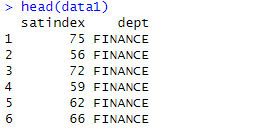 > head(data1)
  satindex    dept
1       75 FINANCE
2       56 FINANCE
3       72 FINANCE
4       59 FINANCE
5       62 FINANCE
6       66 FINANCE